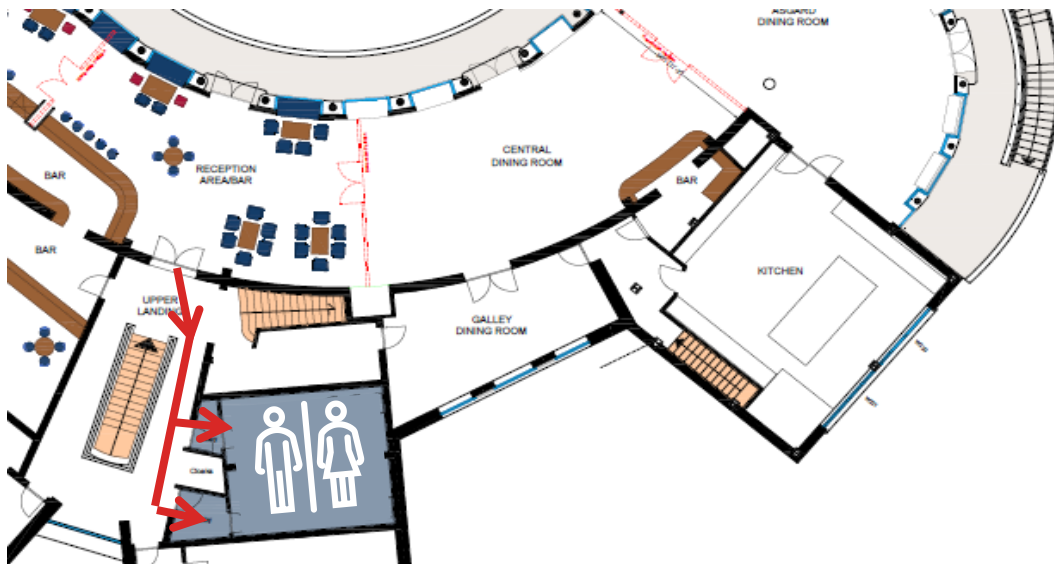 ASGARD
DINING ROOM
CENTRAL
DINING ROOM
RECEPTION
AREA/BAR
BAR
BAR
BAR
KITCHEN
UPPER
LANDING
GALLEY
DINING ROOM
Cloaks